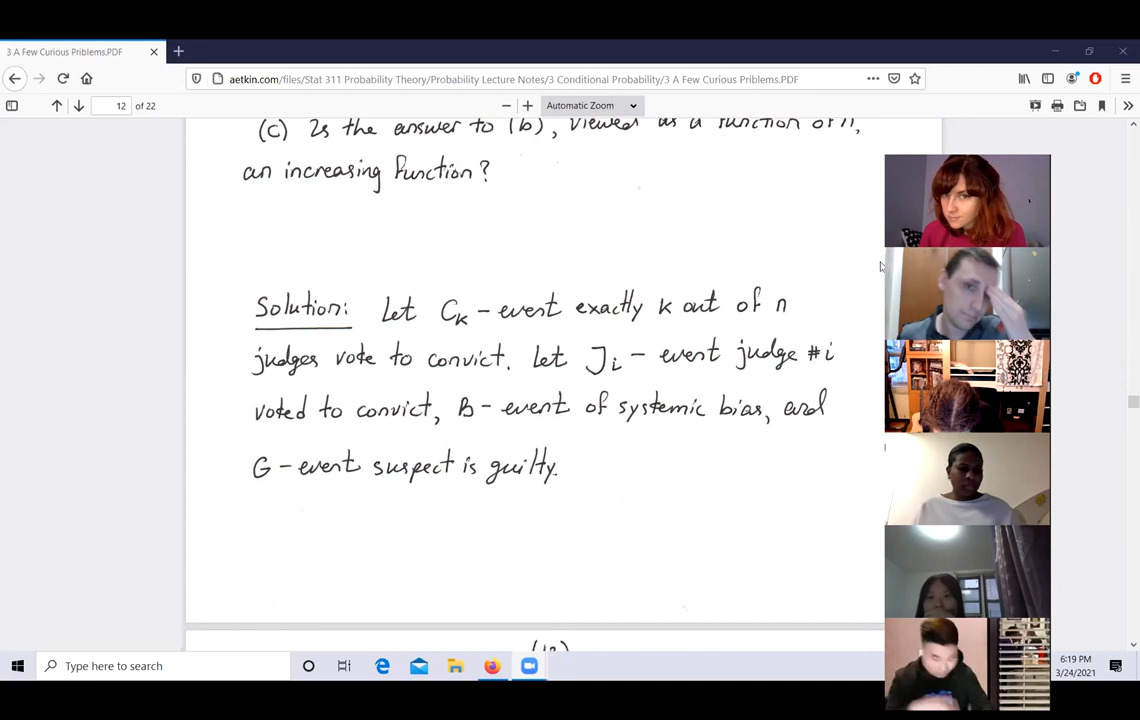 3 A Few Curious Priblems.PDF
aetkin.com/files/Stat 311 Probability Theory/Probability Lecture Notes/3 Conditional Probability/3 A Few Curious Priblems.PDF
12 of 22
Automatic Zoom
(c) Is the answer to (b), viewed as a function of n,
an increasing function?
Solution: Let Ck – event exactly k out of n
judges vote to convict. Let Ji – event judge #i
voted to convict, B – event of systemic bias, and
G – event suspect is guilty.
Type here to search
6:19 PM
3/24/2021